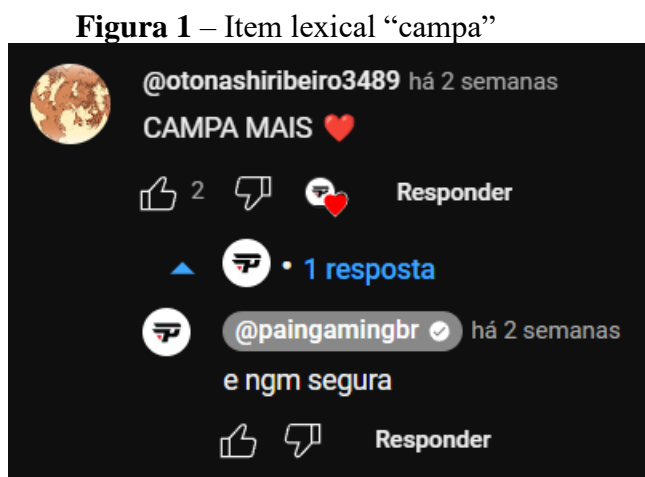 Figura 1 – Item lexical “campa”
@otonashiribeiro3489 há 2 semanas
CAMPA MAIS ❤️
2 Responder
• 1 resposta
@paingamingbr há 2 semanas
e ngm segura
Responder